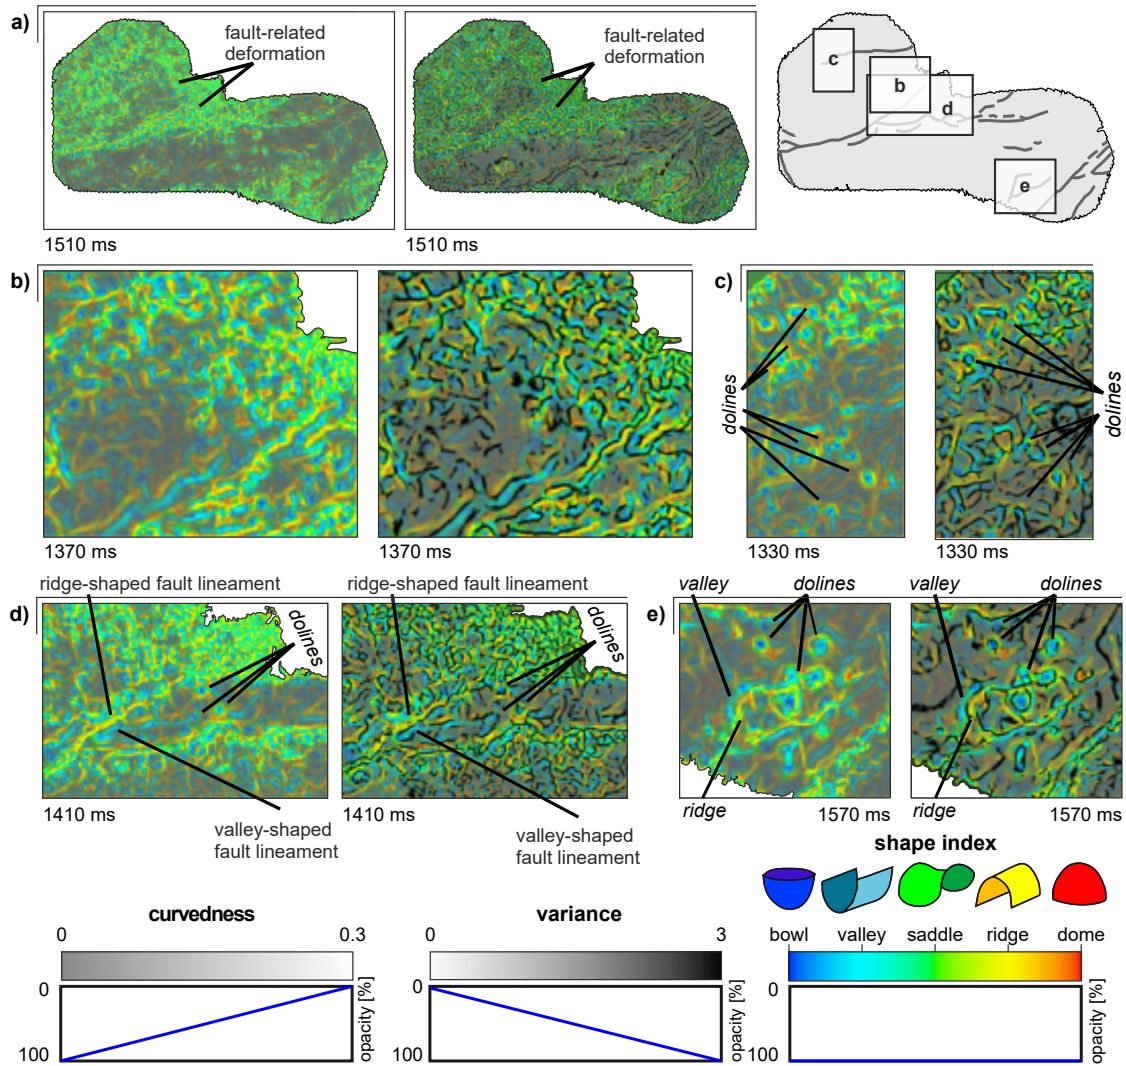 a)
fault-related
deformation
fault-related
deformation
c
b
d
e
1510 ms
1510 ms
b)
c)
dolines
dolines
1370 ms
1370 ms
1330 ms
1330 ms
ridge-shaped fault lineament
ridge-shaped fault lineament
valley
dolines
valley
dolines
d)
dolines
dolines
e)
1410 ms
1410 ms
ridge
1570 ms
ridge
1570 ms
valley-shaped
fault lineament
valley-shaped
fault lineament
shape index
curvedness
variance
0
0.3
0
3
bowl
valley
saddle
ridge
dome
0
100
opacity [%]
0
100
opacity [%]
0
100
opacity [%]